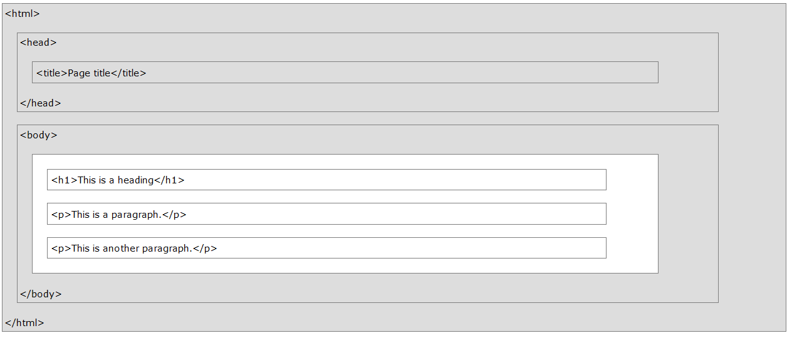 <html>
<head>
<title>Page title</title>
</head>
<body>
<h1>This is a heading</h1>
<p>This is a paragraph.</p>
<p>This is another paragraph.</p>
</body>
</html>